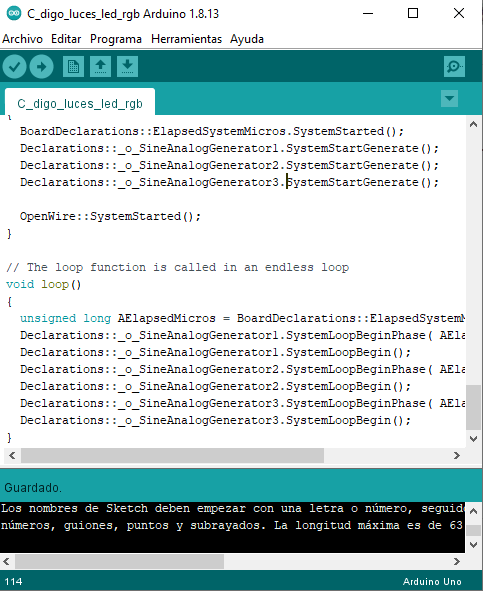 C_digo_luces_led_rgb Arduino 1.8.13
Archivo Editar Programa Herramientas Ayuda
C_digo_luces_led_rgb
}
BoardDeclarations::ElapsedSystemMicros.SystemStarted();
Declarations::_o_SineAnalogGenerator1.SystemStartGenerate();
Declarations::_o_SineAnalogGenerator2.SystemStartGenerate();
Declarations::_o_SineAnalogGenerator3.SystemStartGenerate();
OpenWire::SystemStarted();
}
// The loop function is called in an endless loop
void loop()
{
unsigned long AElapsedMicros = BoardDeclarations::ElapsedSystemM
Declarations::_o_SineAnalogGenerator1.SystemLoopBeginPhase( AEla
Declarations::_o_SineAnalogGenerator1.SystemLoopBegin();
Declarations::_o_SineAnalogGenerator2.SystemLoopBeginPhase( AEla
Declarations::_o_SineAnalogGenerator2.SystemLoopBegin();
Declarations::_o_SineAnalogGenerator3.SystemLoopBeginPhase( AEla
Declarations::_o_SineAnalogGenerator3.SystemLoopBegin();
}
Guardado.
Los nombres de Sketch deben empezar con una letra o número, seguid
números, guiones, puntos y subrayados. La longitud máxima es de 63
114
Arduino Uno